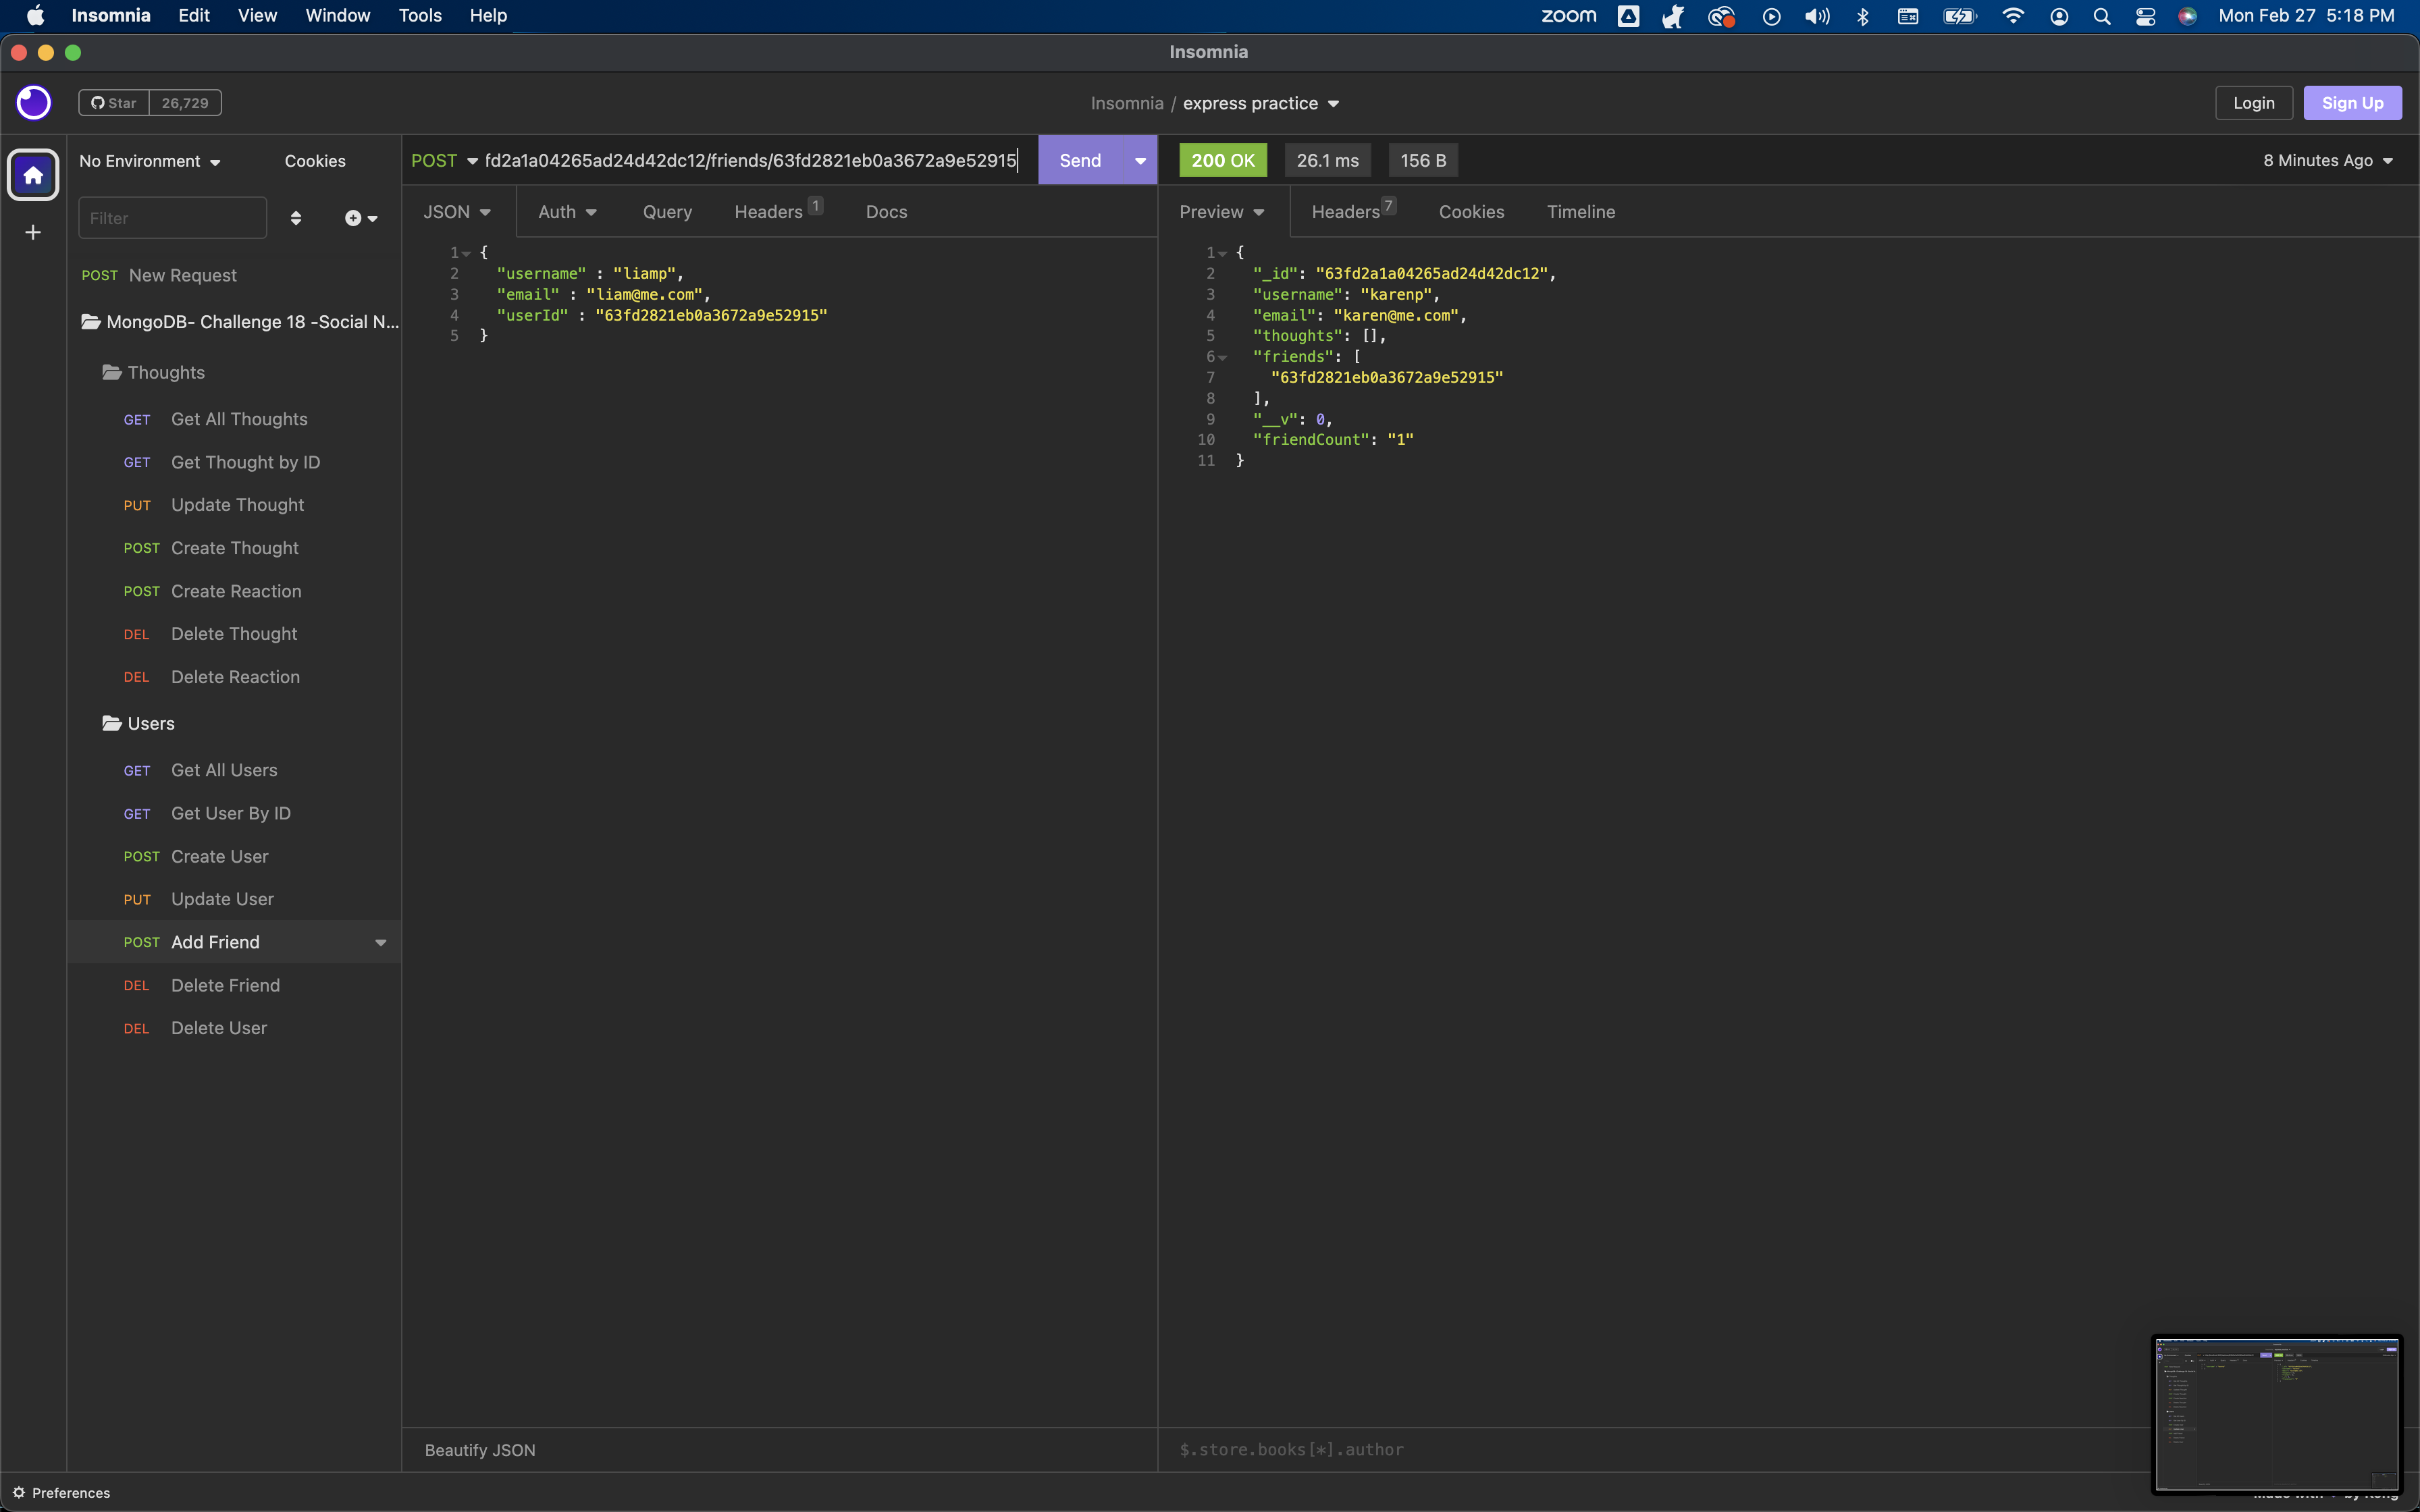 Insomnia Edit View Window Tools Help zoom Mon Feb 27 5:18 PM
Insomnia
Star 26,729 Insomnia / express practice Login Sign Up
No Environment Cookies POST fd2a1a04265ad24d42dc12/friends/63fd2821eb0a3672a9e52915 Send 200 OK 26.1 ms 156 B 8 Minutes Ago
Filter
JSON Auth Query Headers 1 Docs
Preview Headers 7 Cookies Timeline
POST New Request
MongoDB- Challenge 18 -Social N...
Thoughts
GET Get All Thoughts
GET Get Thought by ID
PUT Update Thought
POST Create Thought
POST Create Reaction
DEL Delete Thought
DEL Delete Reaction
Users
GET Get All Users
GET Get User By ID
POST Create User
PUT Update User
POST Add Friend
DEL Delete Friend
DEL Delete User
1 {
2 "username" : "liamp",
3 "email" : "liam@me.com",
4 "userId" : "63fd2821eb0a3672a9e52915"
5 }
1 {
2 "_id": "63fd2a1a04265ad24d42dc12",
3 "username": "karenp",
4 "email": "karen@me.com",
5 "thoughts": [],
6 "friends": [
7 "63fd2821eb0a3672a9e52915"
8 ],
9 "__v": 0,
10 "friendCount": "1"
11 }
Beautify JSON
$.store.books[*].author
Preferences